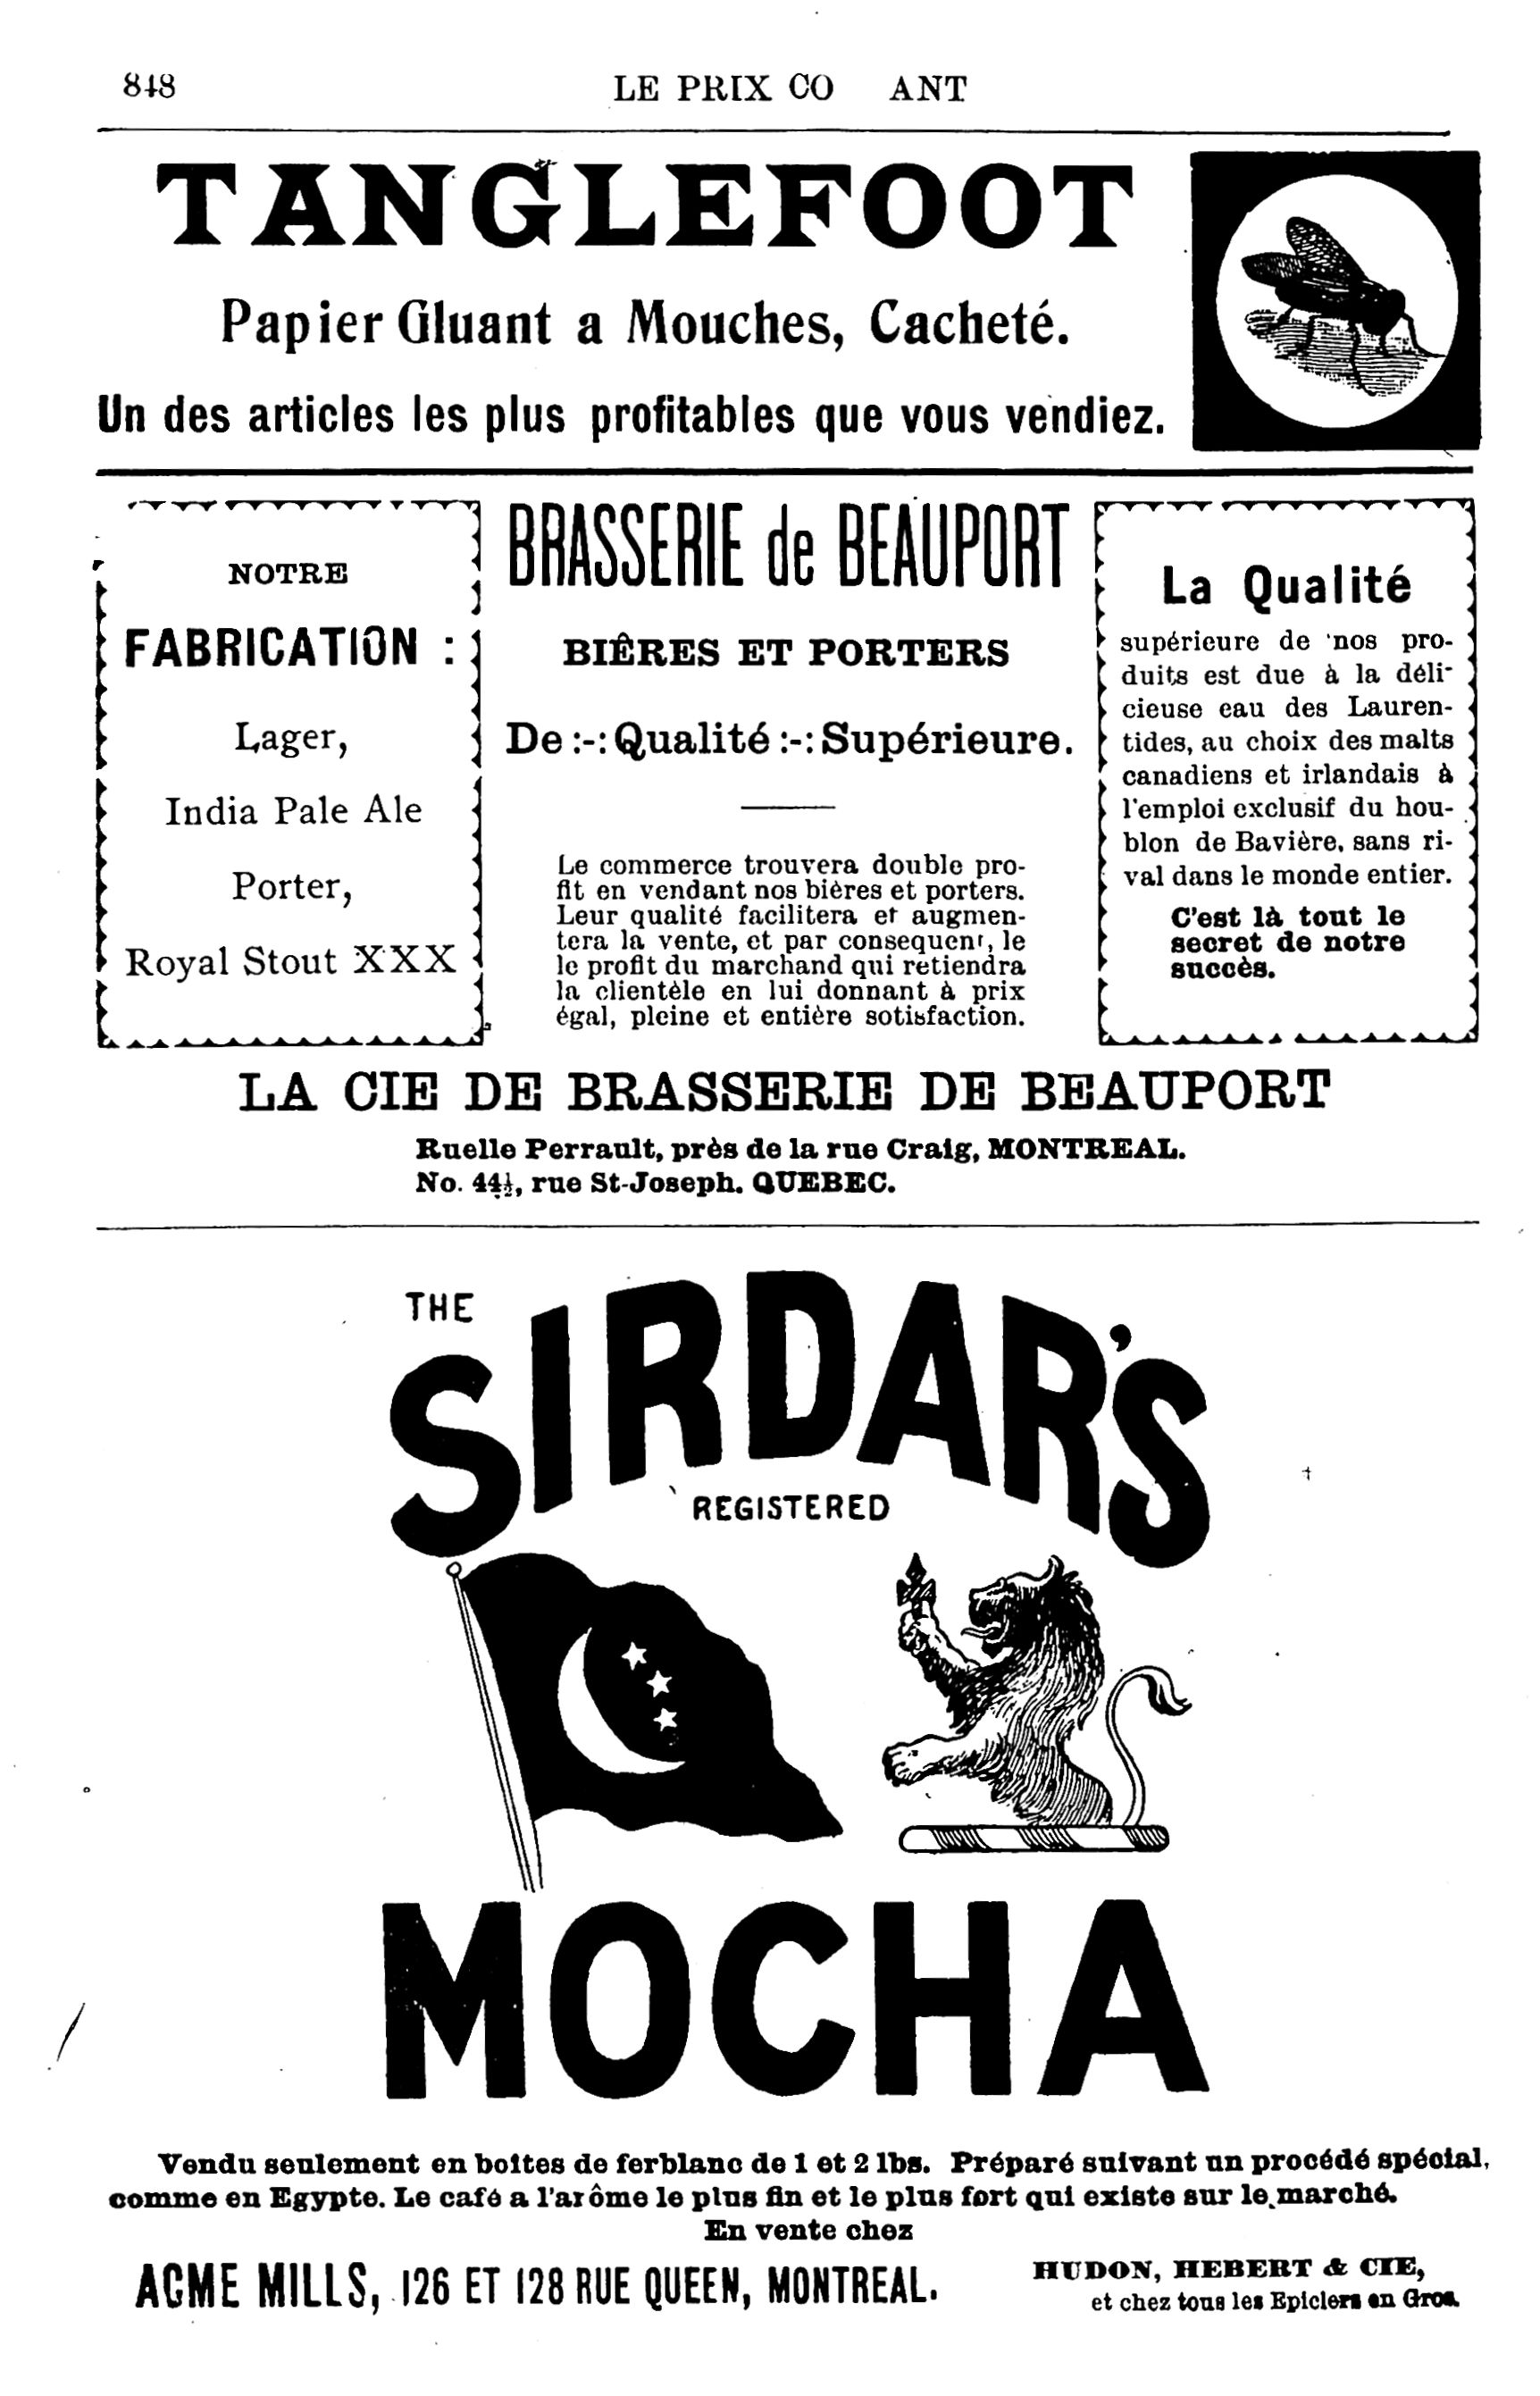 848
LE PRIX CO ANT
TANGLEFOOT
Papier Gluant a Mouches, Cacheté.
Un des articles les plus profitables que vous vendiez.
NOTRE
FABRICATION :
Lager,
India Pale Ale
Porter,
Royal Stout XXX
BRASSERIE de BEAUPORT
BIÊRES ET PORTERS
De :-: Qualité :-: Supérieure.
Le commerce trouvera double pro-
fit en vendant nos bières et porters.
Leur qualité facilitera et augmen-
tera la vente, et par consequent, le
le profit du marchand qui retiendra
la clientèle en lui donnant à prix
égal, pleine et entière sotisfaction.
La Qualité
supérieure de nos pro-
duits est due à la déli-
cieuse eau des Lauren-
tides, au choix des malts
canadiens et irlandais à
l'emploi exclusif du hou-
blon de Bavière, sans ri-
val dans le monde entier.
C'est là tout le
secret de notre
succès.
LA CIE DE BRASSERIE DE BEAUPORT
Ruelle Perrault, près de la rue Craig, MONTREAL.
No. 44½, rue St-Joseph. QUEBEC.
THE
SIRDAR'S
REGISTERED
MOCHA
Vendu seulement en boites de ferblanc de 1 et 2 lbs. Préparé suivant un procédé spécial,
comme en Egypte. Le café a l'arôme le plus fin et le plus fort qui existe sur le marché.
En vente chez
ACME MILLS, 126 ET 128 RUE QUEEN, MONTREAL.
HUDON, HEBERT & CIE,
et chez tous les Epiciers en Gros.